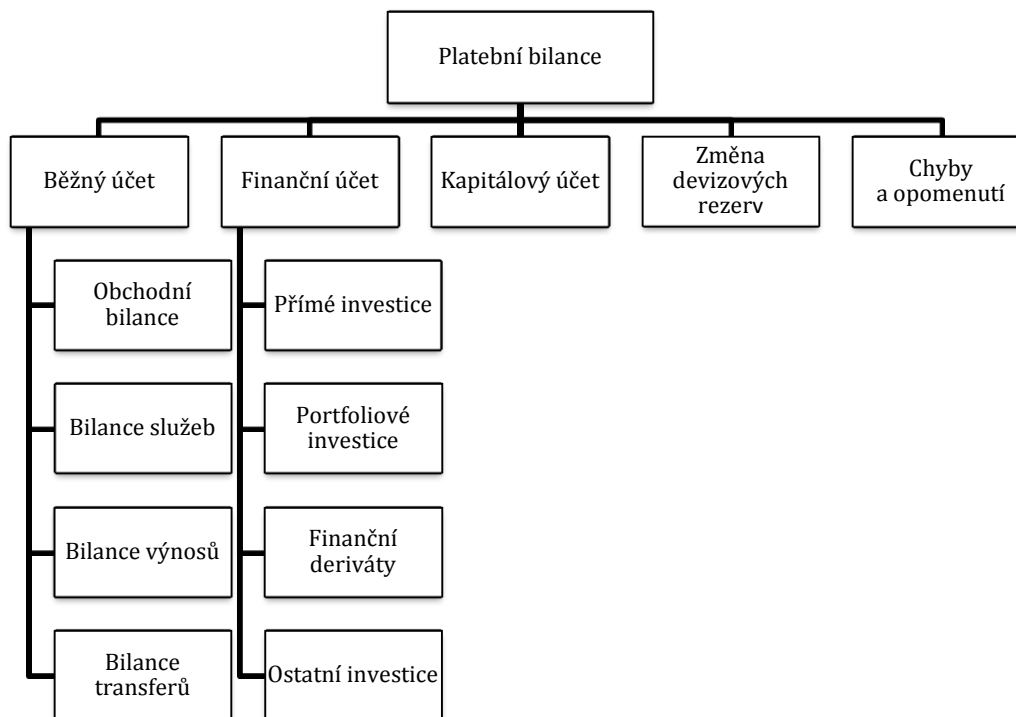 Platební bilance
Běžný účet
Finanční účet
Kapitálový účet
Změna
devizových
rezerv
Chyby
a opomenutí
Obchodní
bilance
Přímé investice
Bilance služeb
Portfoliové
investice
Bilance výnosů
Finanční
deriváty
Bilance
transferů
Ostatní investice